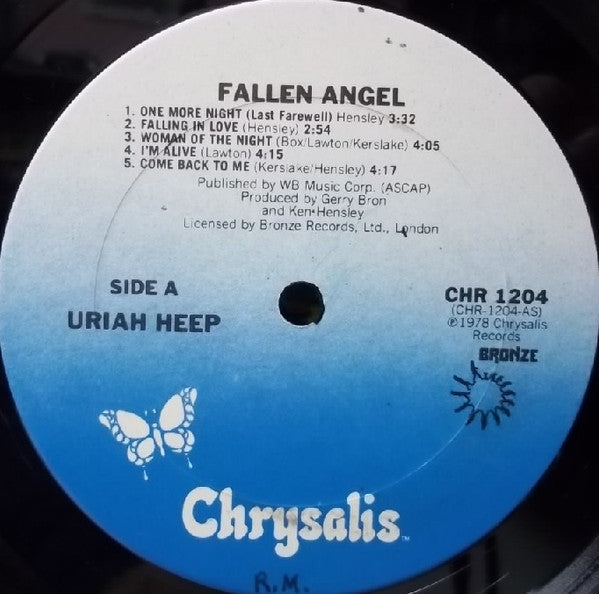 FALLEN ANGEL
1. ONE MORE NIGHT (Last Farewell) Hensley 3:32
2. FALLING IN LOVE (Hensley) 2:54
3. WOMAN OF THE NIGHT (Box/Lawton/Kerslake) 4:05
4. I'M ALIVE (Lawton) 4:15
5. COME BACK TO ME (Kerslake/Hensley) 4:17
Published by WB Music Corp. (ASCAP)
Produced by Gerry Bron
and Ken Hensley
Licensed by Bronze Records, Ltd., London
SIDE A
URIAH HEEP
CHR 1204
(CHR-1204-AS)
℗1978 Chrysalis
Records
BRONZE
Chrysalis™
R.M.